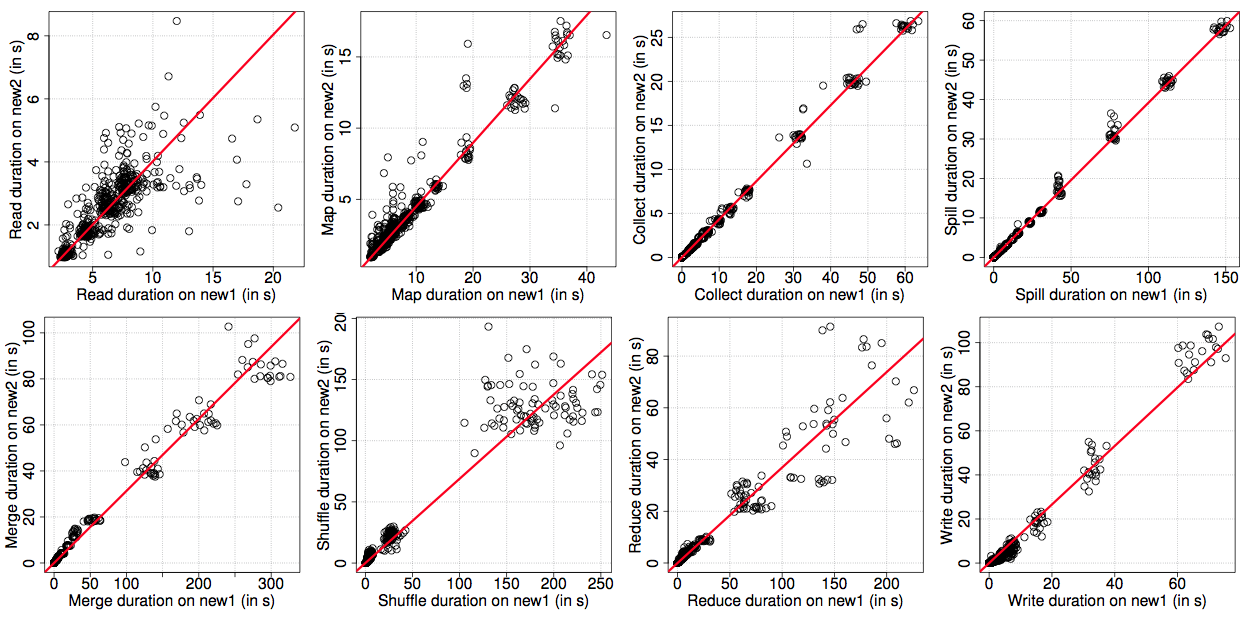 Read duration on new2 (in s)
2 4 6 8
5 10 15 20
Read duration on new1 (in s)
Map duration on new2 (in s)
5 10 15
10 20 30 40
Map duration on new1 (in s)
Collect duration on new2 (in s)
0 5 10 15 20 25
0 10 20 30 40 50 60
Collect duration on new1 (in s)
Spill duration on new2 (in s)
0 10 20 30 40 50 60
0 50 100 150
Spill duration on new1 (in s)
Merge duration on new2 (in s)
0 20 40 60 80 100
0 50 100 200 300
Merge duration on new1 (in s)
Shuffle duration on new2 (in s)
0 50 100 150 20
0 50 100 150 200 250
Shuffle duration on new1 (in s)
Reduce duration on new2 (in s)
0 20 40 60 80
0 50 100 150 200
Reduce duration on new1 (in s)
Write duration on new2 (in s)
0 20 40 60 80 100
0 20 40 60
Write duration on new1 (in s)